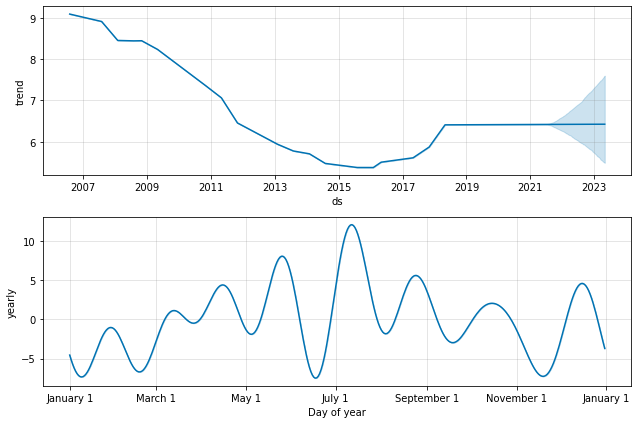 9
8
7
6
trend
2007 2009 2011 2013 2015 2017 2019 2021 2023
ds
10
5
0
−5
yearly
January 1 March 1 May 1 July 1 September 1 November 1 January 1
Day of year